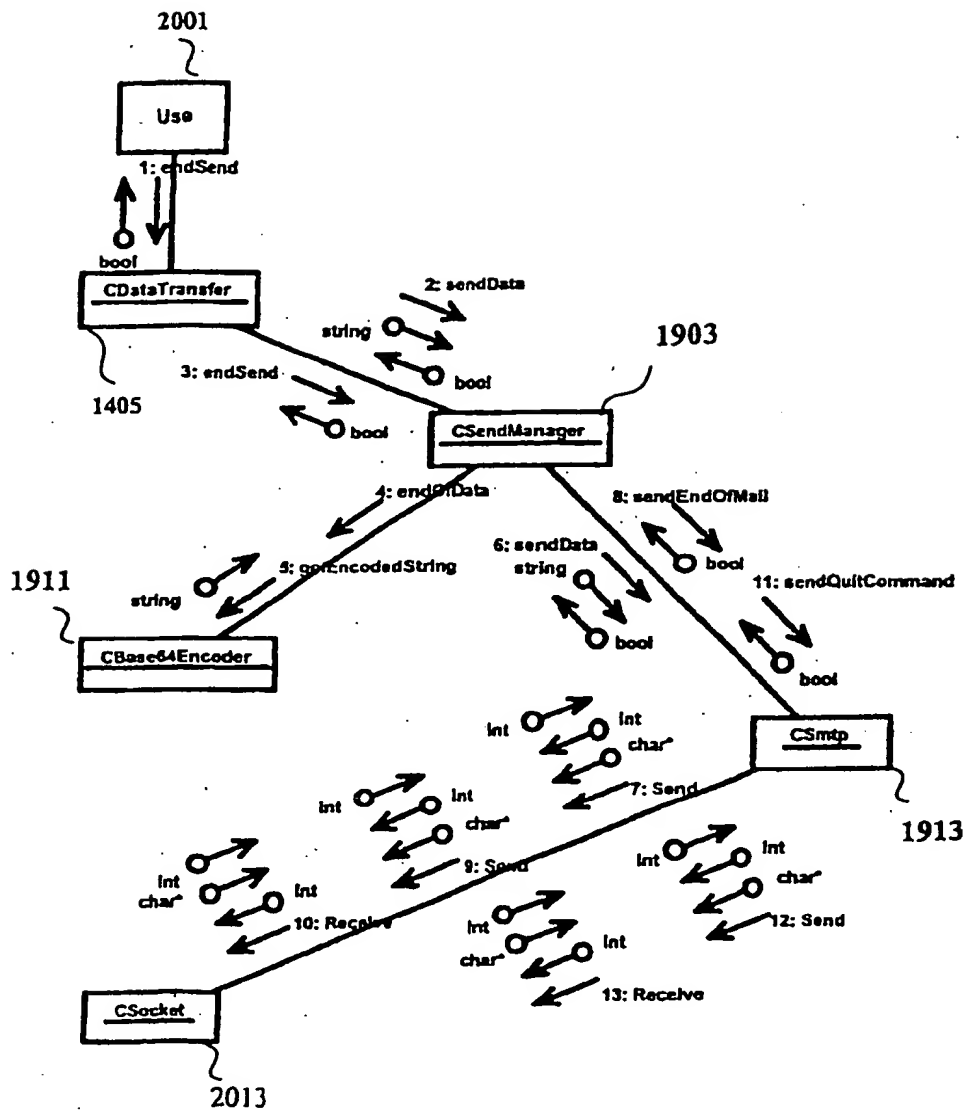 2001
Use
1: endSend
bool
CDataTransfer
1405
2: sendData
string
bool
3: endSend
bool
1903
CSendManager
4: endOfData
5: getEncodedString
string
1911
CBase64Encoder
8: sendEndOfMail
bool
6: sendData
string
bool
11: sendQuitCommand
bool
CSmtp
1913
Int
Int
char*
7: Send
Int
Int
char*
9: Send
Int
char*
Int
10: Receive
Int
Int
char*
12: Send
Int
char*
Int
13: Receive
CSocket
2013